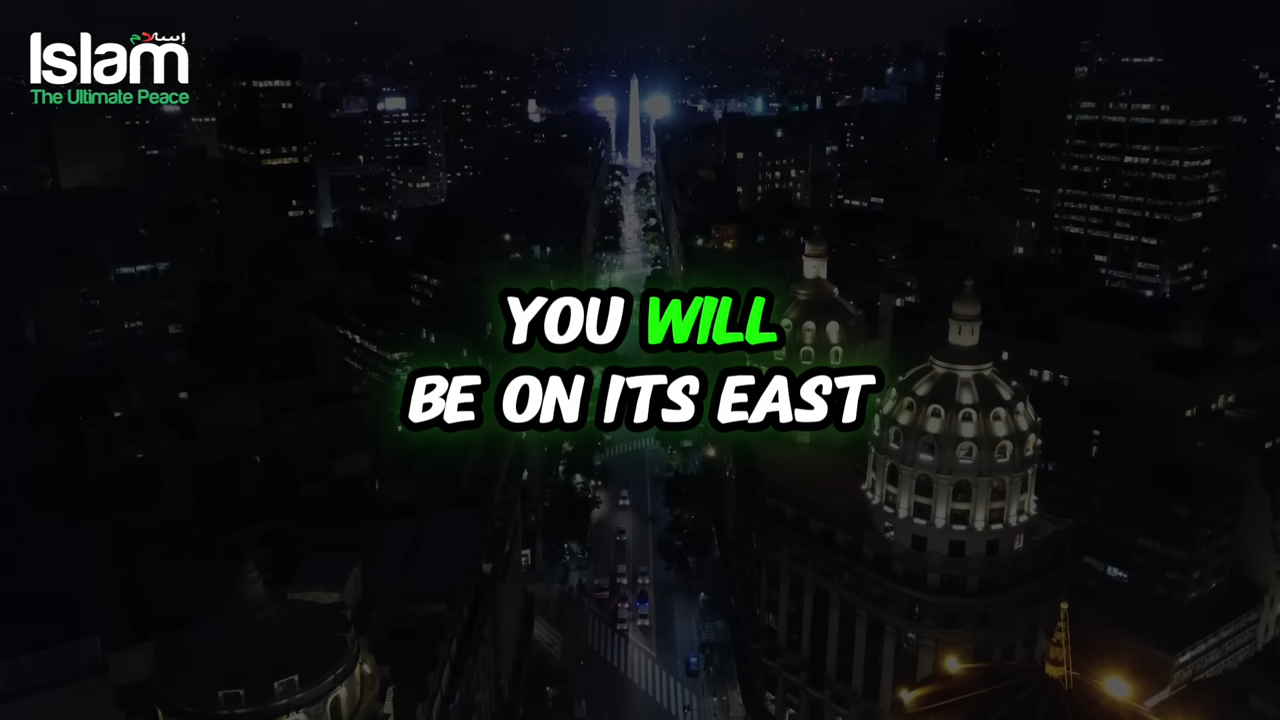 إسلام
Islam
The Ultimate Peace
YOU WILL
BE ON ITS EAST